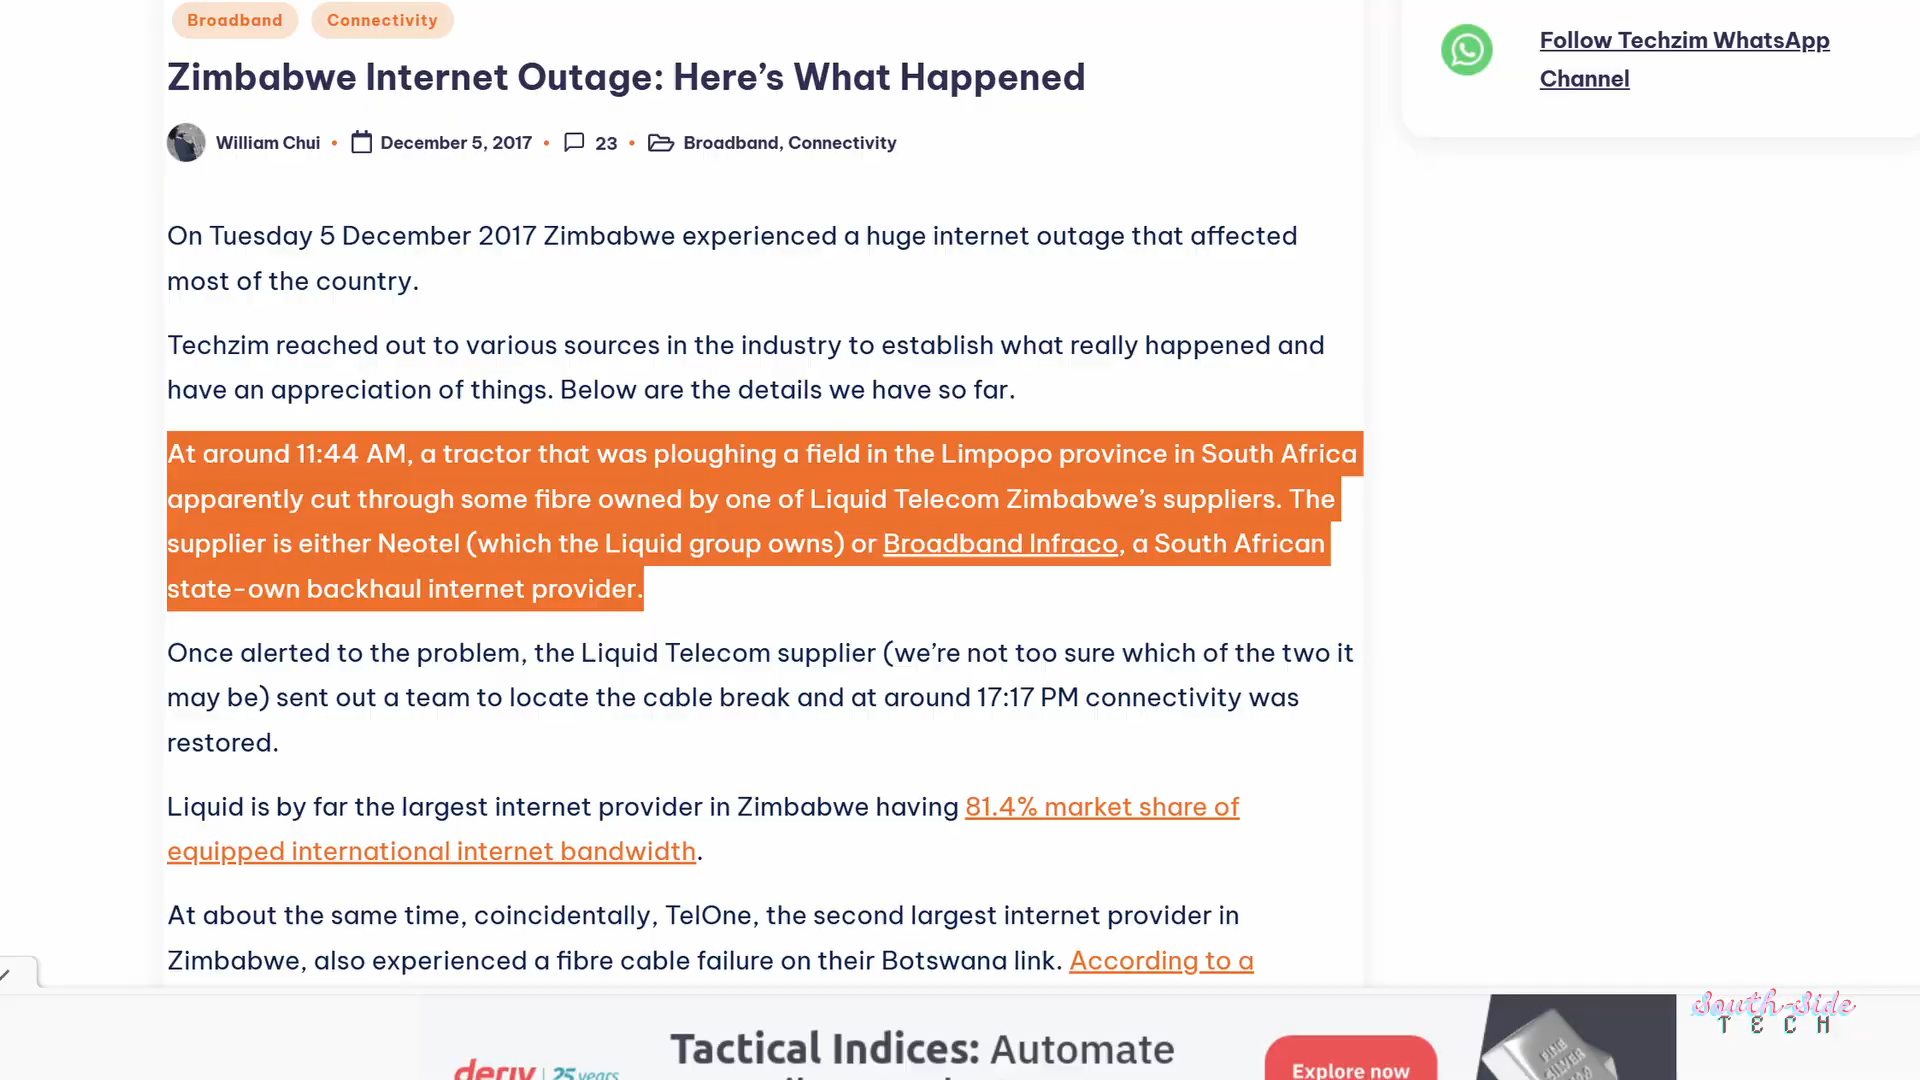 Broadband
Connectivity
Follow Techzim WhatsApp
Channel
Zimbabwe Internet Outage: Here’s What Happened
William Chui • December 5, 2017 • 23 • Broadband, Connectivity
On Tuesday 5 December 2017 Zimbabwe experienced a huge internet outage that affected
most of the country.
Techzim reached out to various sources in the industry to establish what really happened and
have an appreciation of things. Below are the details we have so far.
At around 11:44 AM, a tractor that was ploughing a field in the Limpopo province in South Africa
apparently cut through some fibre owned by one of Liquid Telecom Zimbabwe’s suppliers. The
supplier is either Neotel (which the Liquid group owns) or Broadband Infraco, a South African
state-own backhaul internet provider.
Once alerted to the problem, the Liquid Telecom supplier (we’re not too sure which of the two it
may be) sent out a team to locate the cable break and at around 17:17 PM connectivity was
restored.
Liquid is by far the largest internet provider in Zimbabwe having 81.4% market share of
equipped international internet bandwidth.
At about the same time, coincidentally, TelOne, the second largest internet provider in
Zimbabwe, also experienced a fibre cable failure on their Botswana link. According to a
South-Side
TECH
Tactical Indices: Automate
deriv | 25 years
Explore now
FINE
SILVER